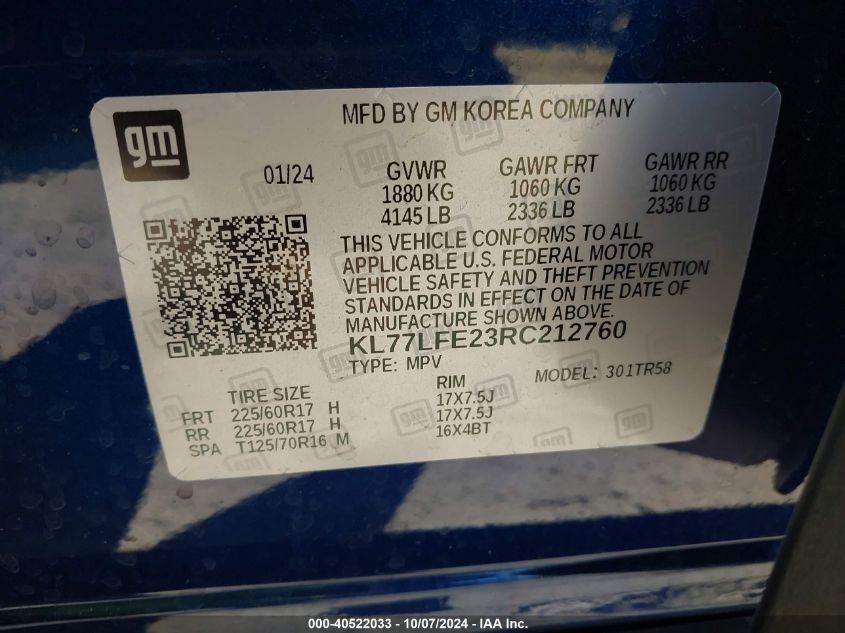 gm
MFD BY GM KOREA COMPANY
01/24
GVWR GAWR FRT GAWR RR
1880 KG 1060 KG 1060 KG
4145 LB 2336 LB 2336 LB
THIS VEHICLE CONFORMS TO ALL
APPLICABLE U.S. FEDERAL MOTOR
VEHICLE SAFETY AND THEFT PREVENTION
STANDARDS IN EFFECT ON THE DATE OF
MANUFACTURE SHOWN ABOVE.
KL77LFE23RC212760
TYPE: MPV MODEL: 301TR58
TIRE SIZE RIM
FRT 225/60R17 H 17X7.5J
RR 225/60R17 H 17X7.5J
SPA T125/70R16 M 16X4BT
000-40522033 - 10/07/2024 - IAA Inc.